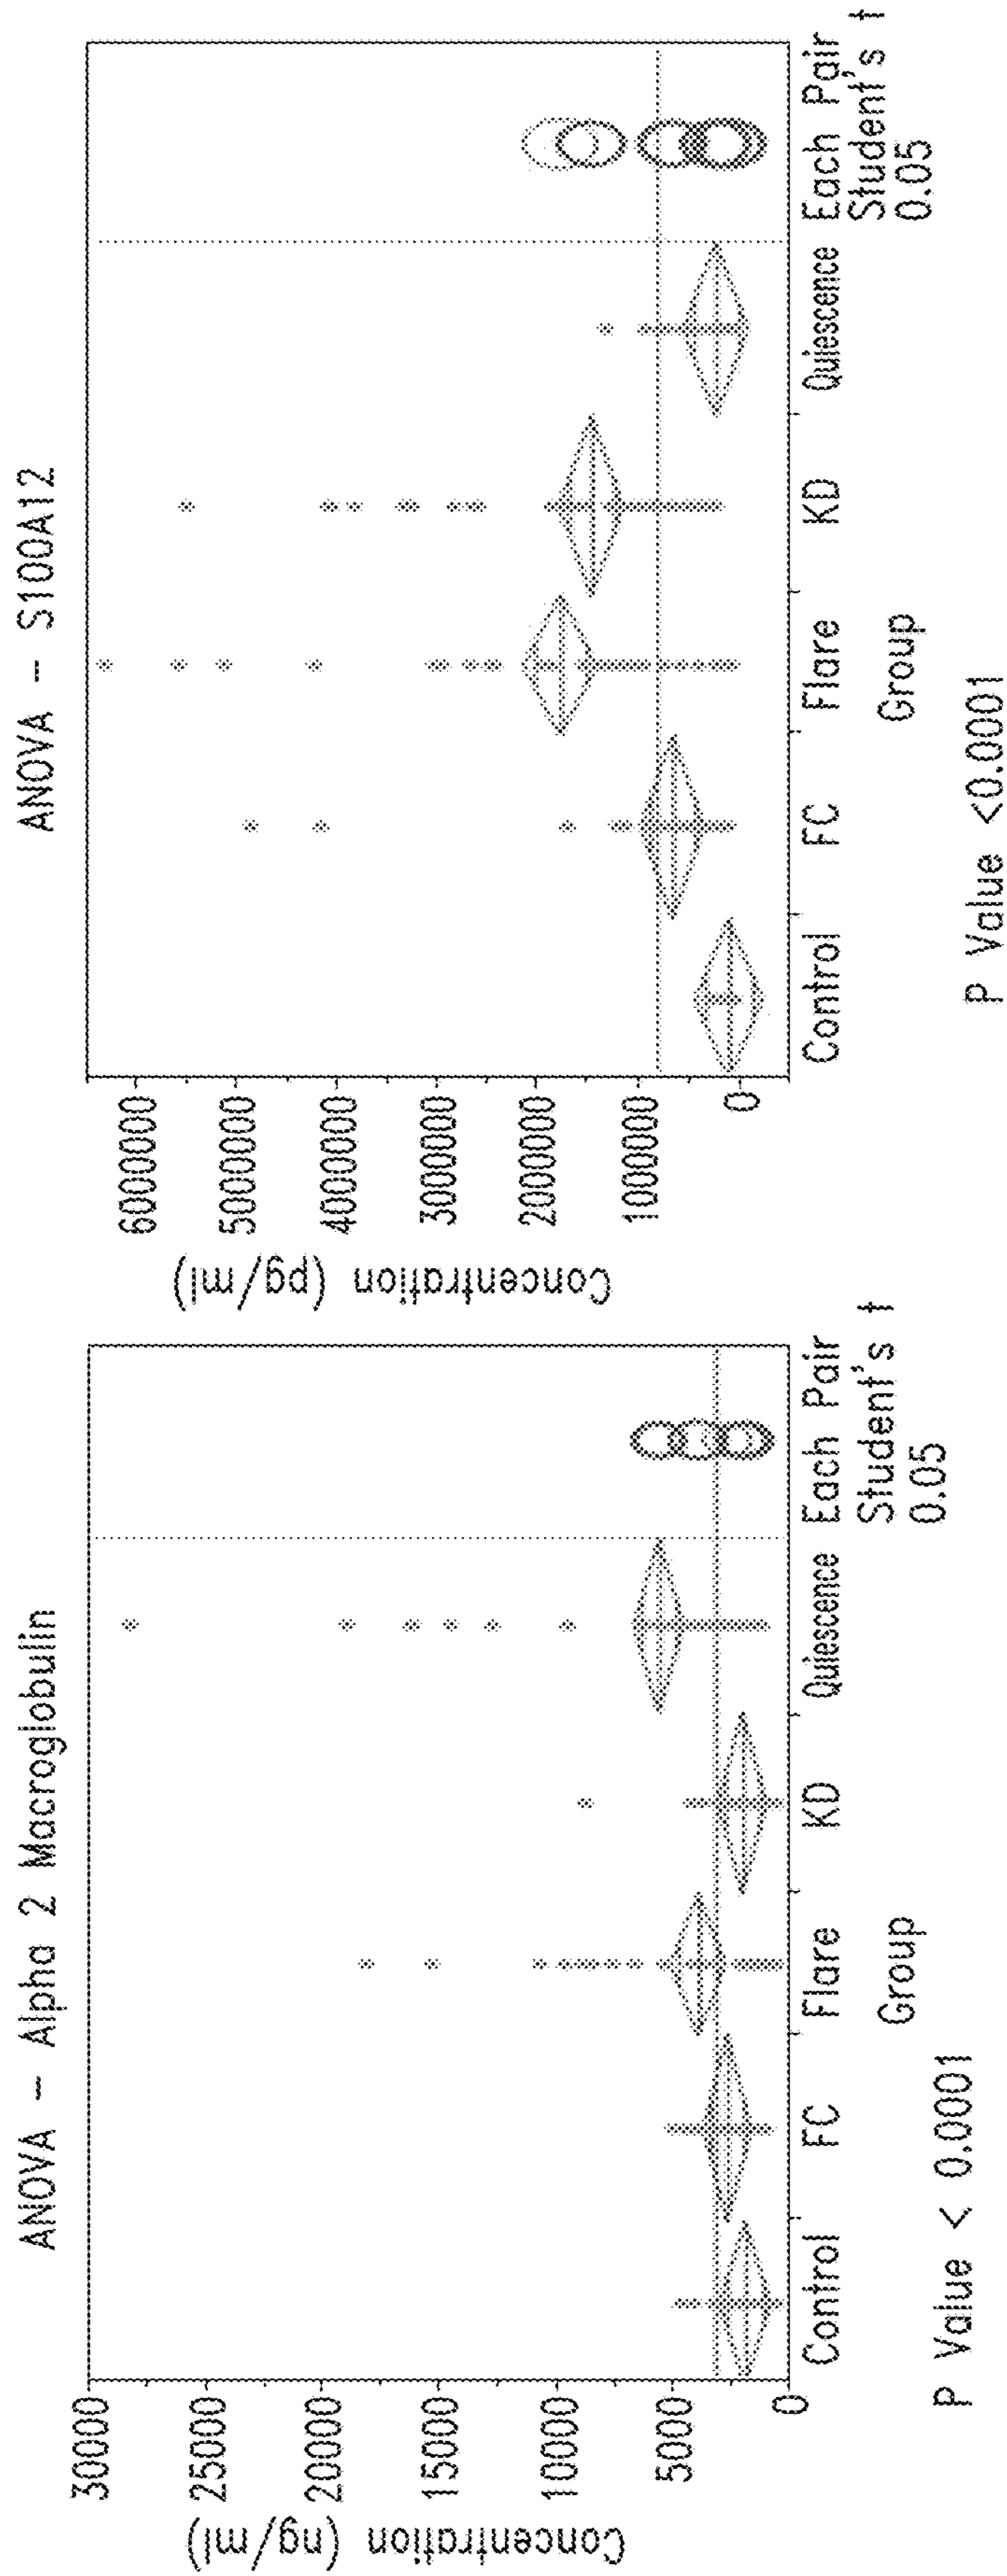 ANOVA - Alpha 2 Macroglobulin
Concentration (ng/ml)
30000
25000
20000
15000
10000
5000
0
Control
FC
Flare
KD
Quiescence
Each Pair
Student's t
0.05
Group
P Value < 0.0001
ANOVA - S100A12
Concentration (pg/ml)
6000000
5000000
4000000
3000000
2000000
1000000
0
Control
FC
Flare
KD
Quiescence
Each Pair
Student's t
0.05
Group
P Value <0.0001